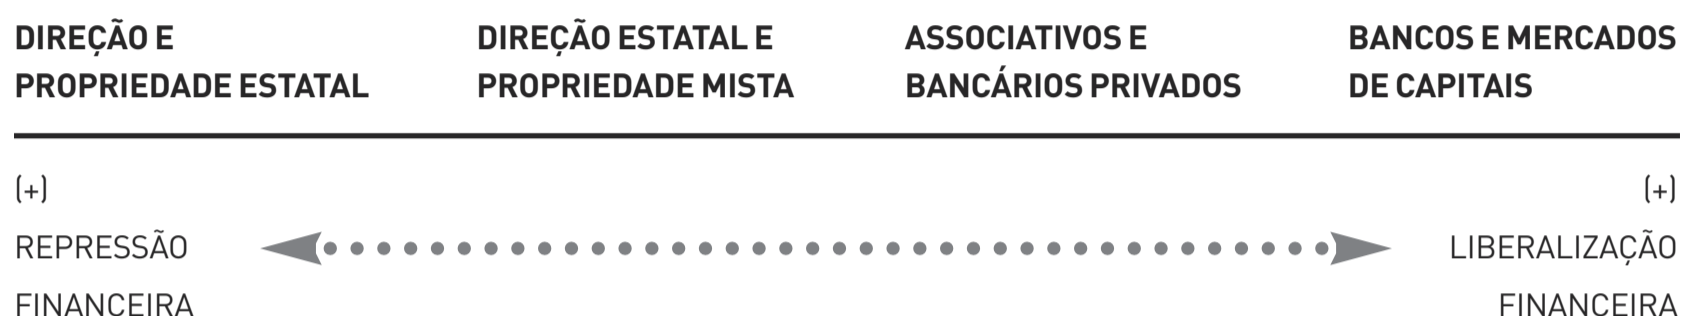 DIREÇÃO E
PROPRIEDADE ESTATAL
DIREÇÃO ESTATAL E
PROPRIEDADE MISTA
ASSOCIATIVOS E
BANCÁRIOS PRIVADOS
BANCOS E MERCADOS
DE CAPITAIS
(+)
REPRESSÃO
FINANCEIRA
(+)
LIBERALIZAÇÃO
FINANCEIRA